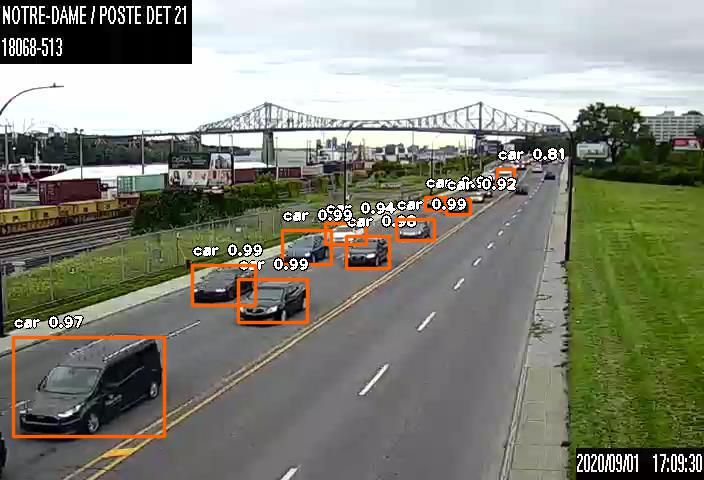 NOTRE-DAME / POSTE DET 21
18068-513
car 0.81
car 0.92
car 0.99
car 0.94
car 0.99
car 0.98
car 0.99
car 0.99
car 0.97
2020/09/01 17:09:30